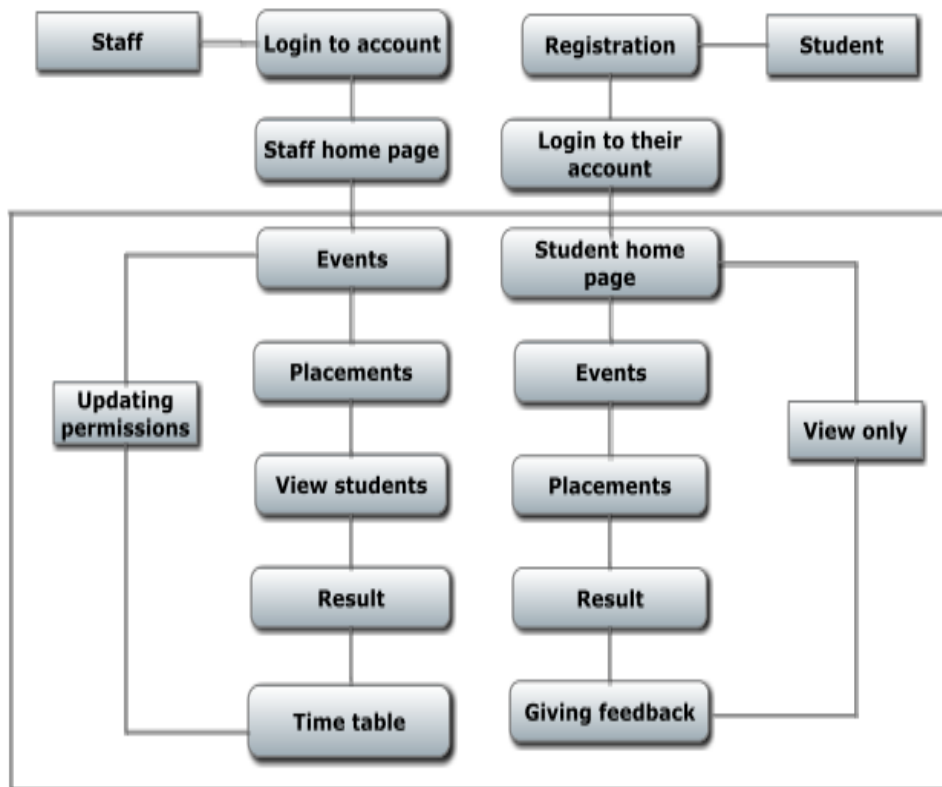 Staff
Login to account
Registration
Student
Staff home page
Login to their
account
Events
Student home
page
Placements
Events
Updating
permissions
View only
View students
Placements
Result
Result
Time table
Giving feedback